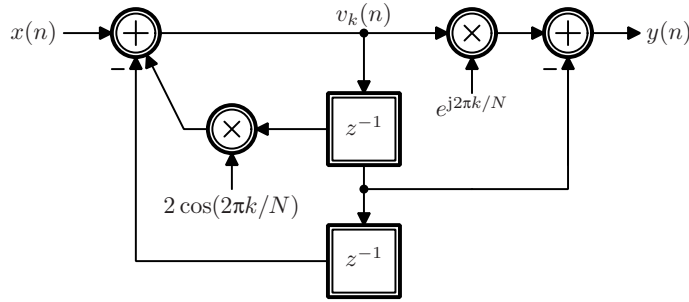 x(n)
+
v_k(n)
×
+
y(n)
−
−
e^{j2πk/N}
×
z^{-1}
2 cos(2πk/N)
z^{-1}